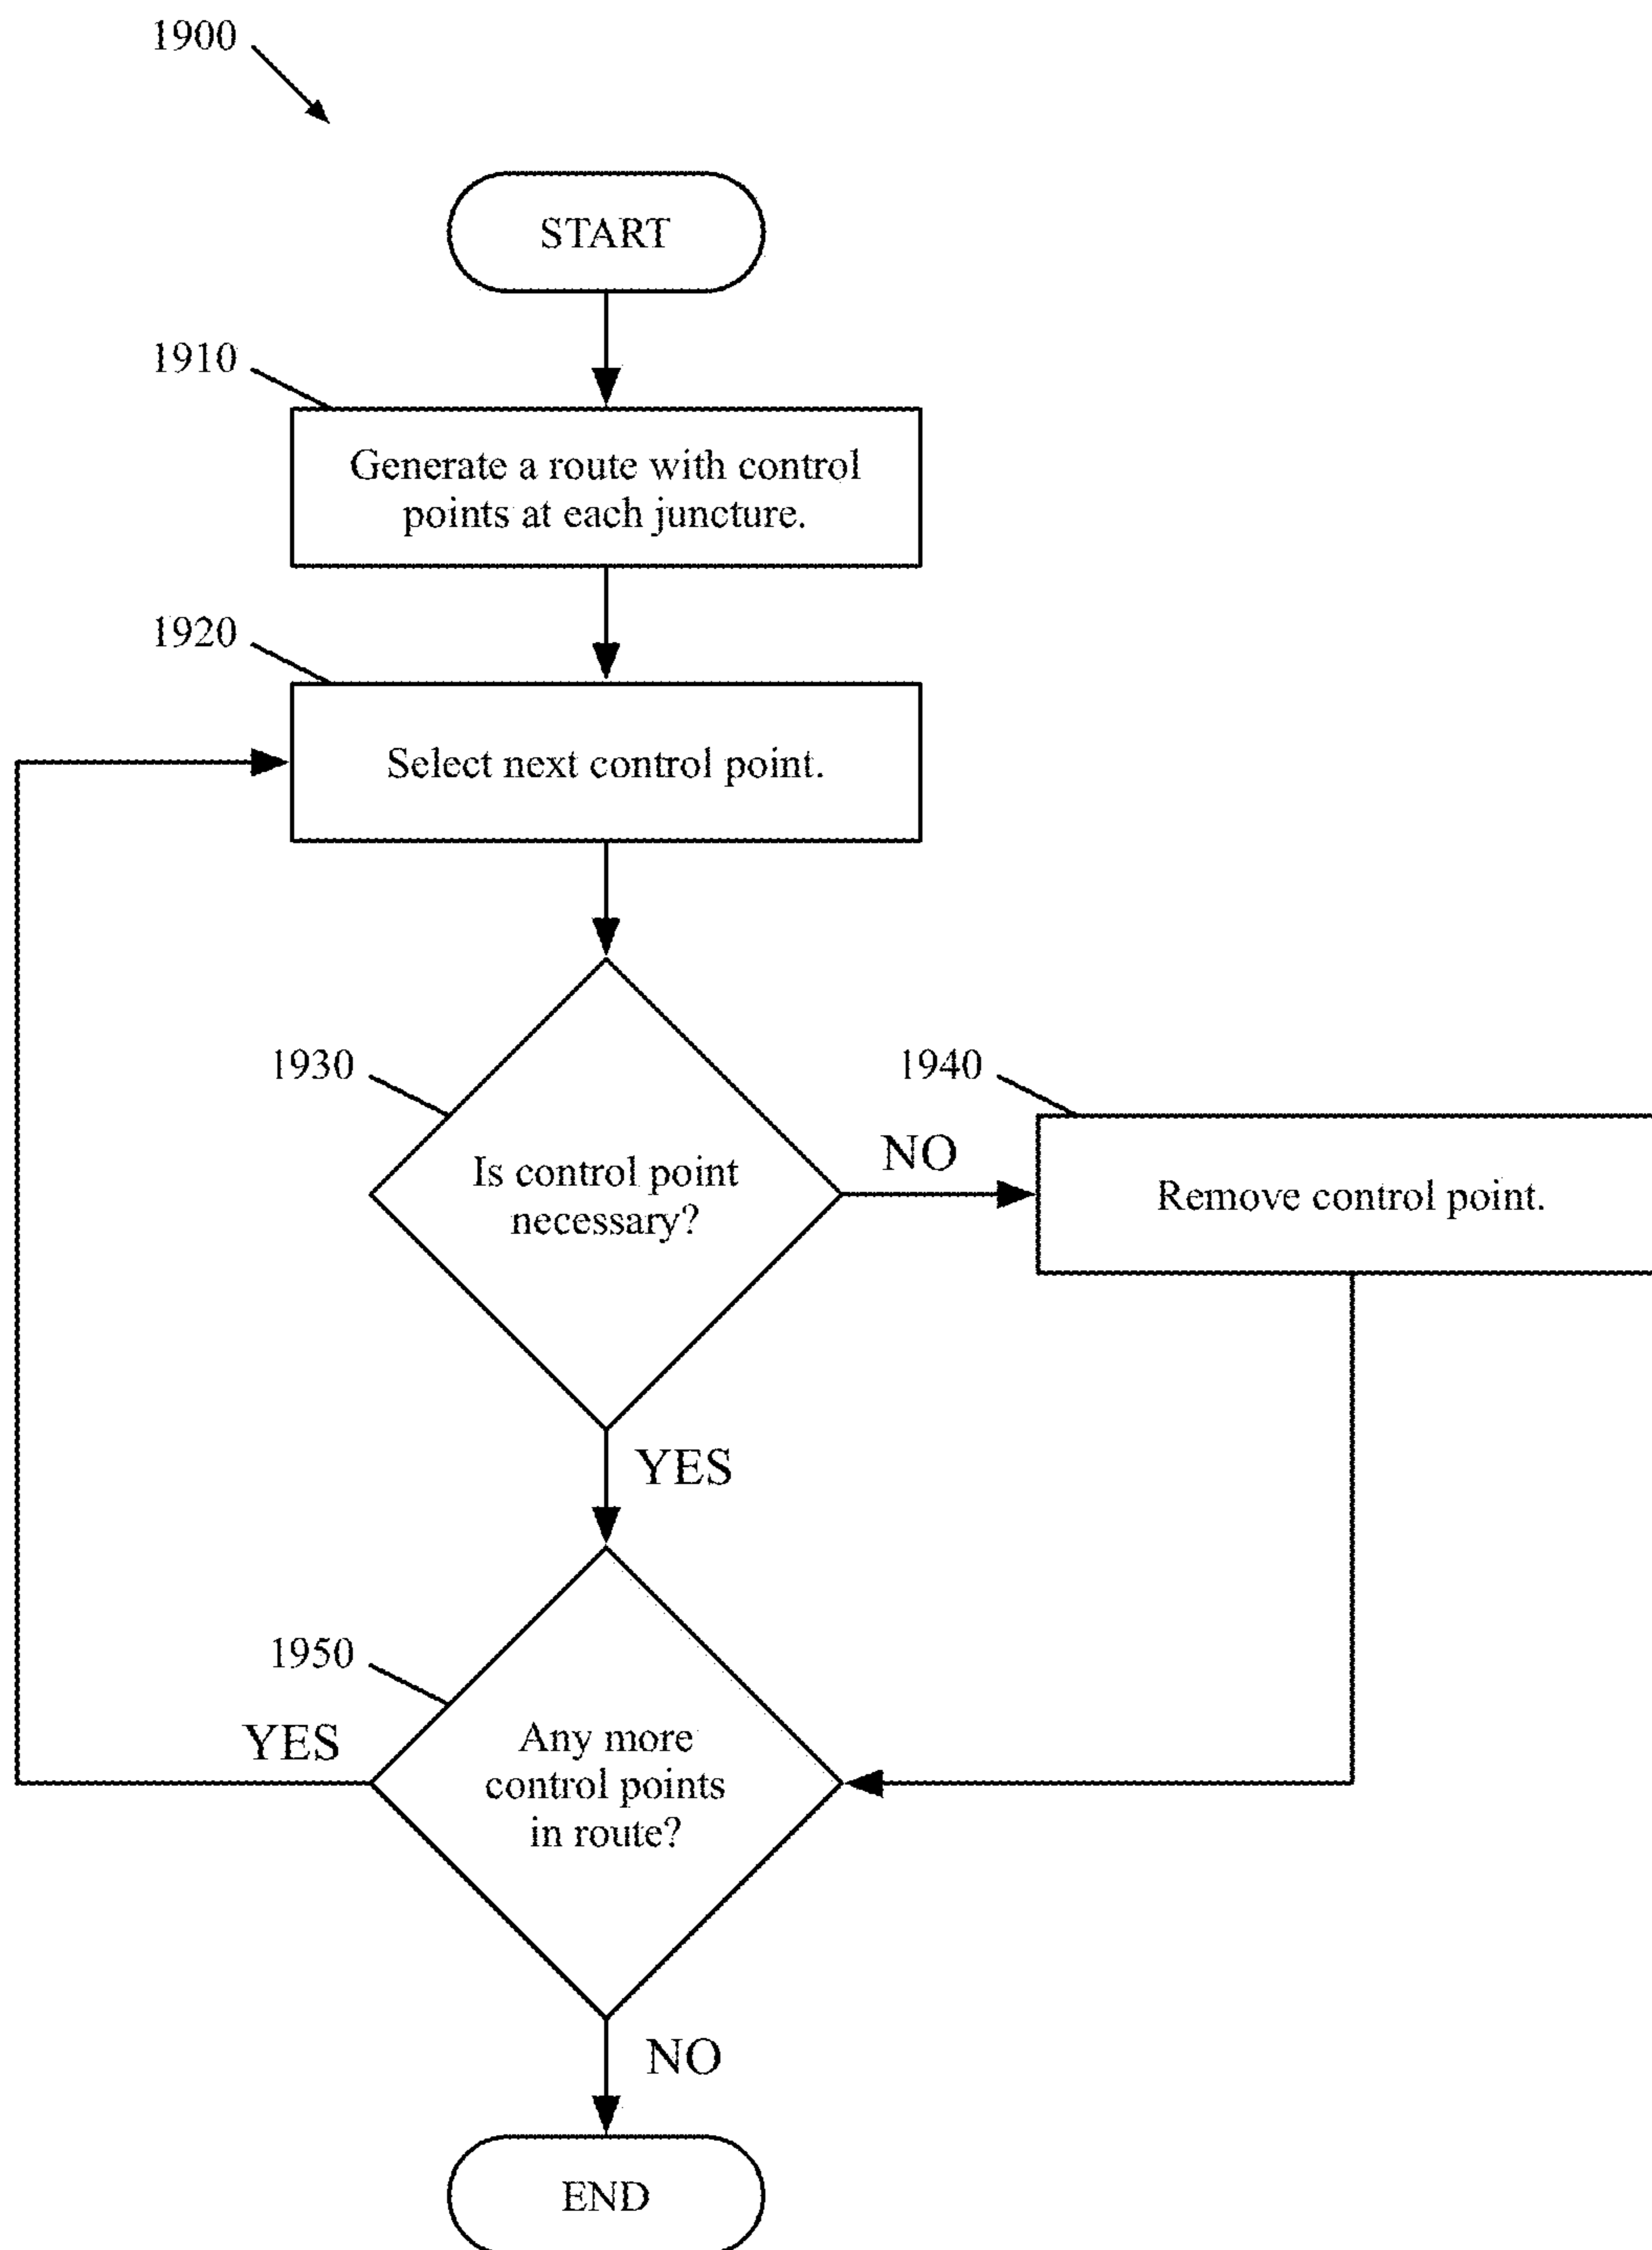 1900
START
1910
Generate a route with control
points at each juncture.
1920
Select next control point.
1930
Is control point
necessary?
NO
1940
Remove control point.
YES
1950
Any more
control points
in route?
YES
NO
END